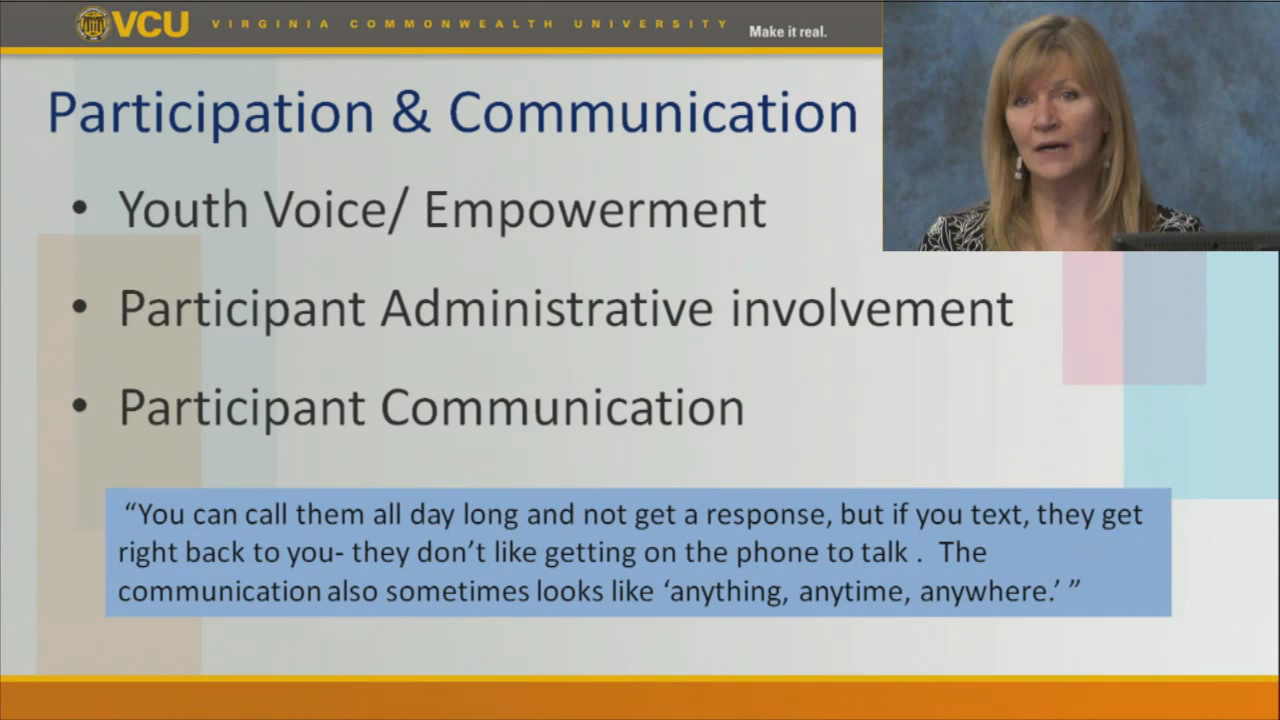 VCU VIRGINIA COMMONWEALTH UNIVERSITY Make it real.
Participation & Communication
• Youth Voice/ Empowerment
• Participant Administrative involvement
• Participant Communication
“You can call them all day long and not get a response, but if you text, they get
right back to you- they don’t like getting on the phone to talk . The
communication also sometimes looks like ‘anything, anytime, anywhere.’ ”